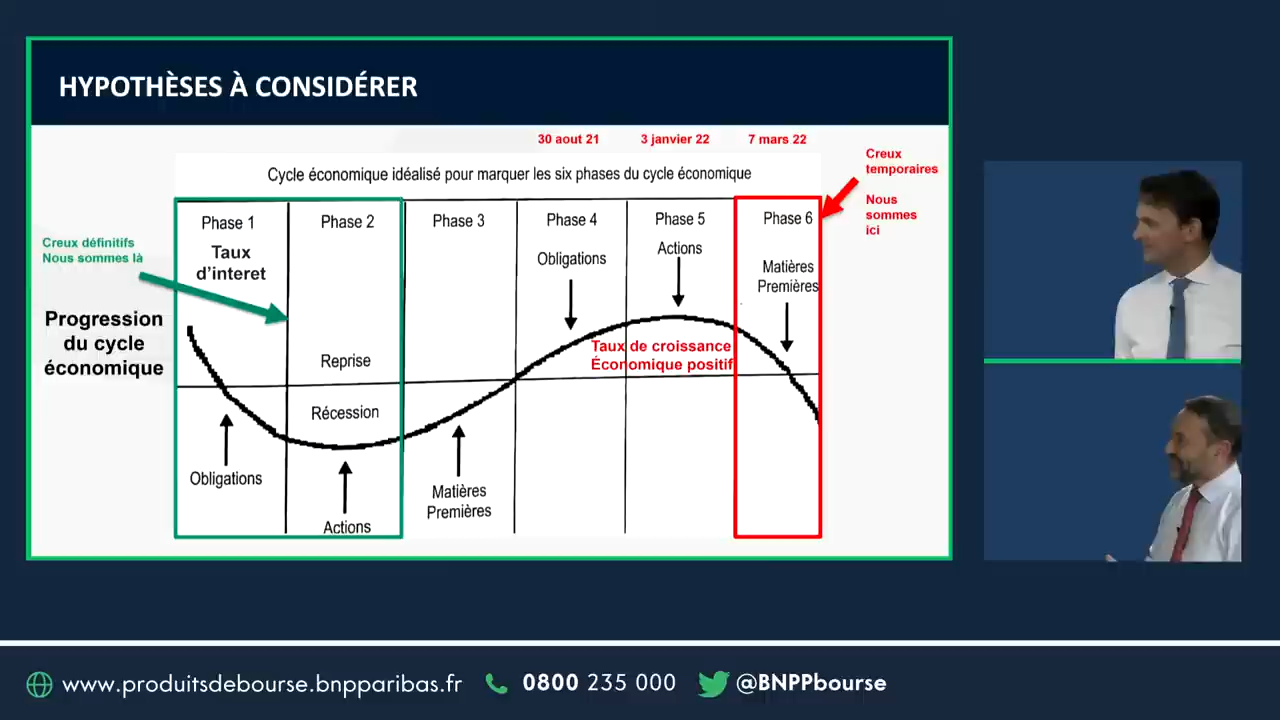 HYPOTHÈSES À CONSIDÉRER
30 aout 21
3 janvier 22
7 mars 22
Creux
temporaires
Nous
sommes
ici
Cycle économique idéalisé pour marquer les six phases du cycle économique
Phase 1
Phase 2
Phase 3
Phase 4
Phase 5
Phase 6
Creux définitifs
Nous sommes là
Taux
d'interet
Obligations
Actions
Matières
Premières
Progression
du cycle
économique
Reprise
Récession
Taux de croissance
Économique positif
Obligations
Actions
Matières
Premières
www.produitsdebourse.bnpparibas.fr
0800 235 000
@BNPPbourse